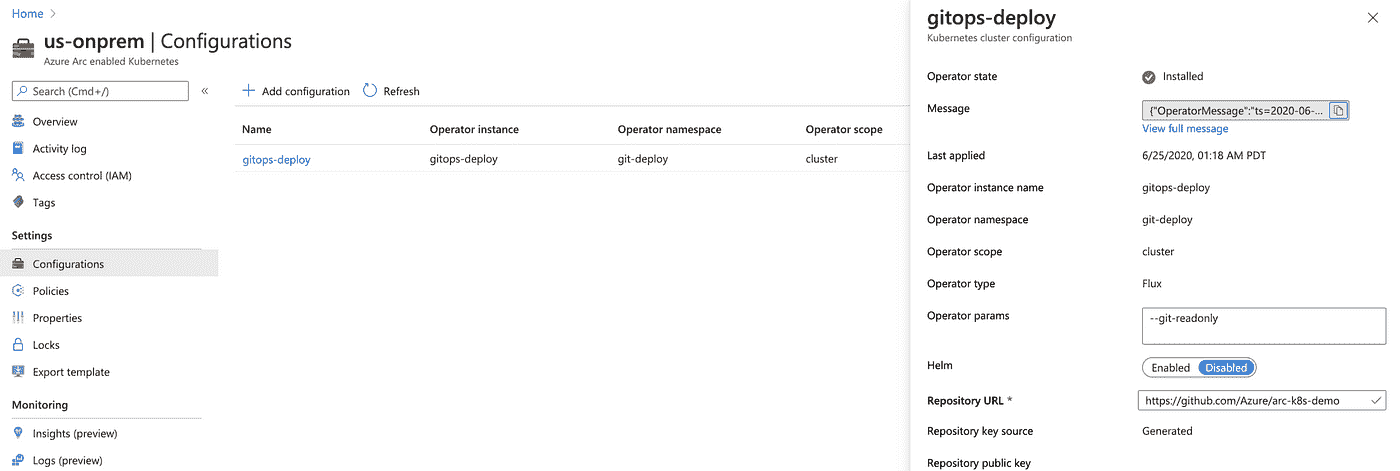 Home
us-onprem | Configurations
Azure Arc enabled Kubernetes
Search (Cmd+/)
Overview
Activity log
Access control (IAM)
Tags
Settings
Configurations
Policies
Properties
Locks
Export template
Monitoring
Insights (preview)
Logs (preview)
Add configuration Refresh
Name Operator instance Operator namespace Operator scope
gitops-deploy gitops-deploy git-deploy cluster
gitops-deploy
Kubernetes cluster configuration
Operator state Installed
Message {"OperatorMessage":"ts=2020-06-...
View full message
Last applied 6/25/2020, 01:18 AM PDT
Operator instance name gitops-deploy
Operator namespace git-deploy
Operator scope cluster
Operator type Flux
Operator params --git-readonly
Helm Enabled Disabled
Repository URL * https://github.com/Azure/arc-k8s-demo
Repository key source Generated
Repository public key